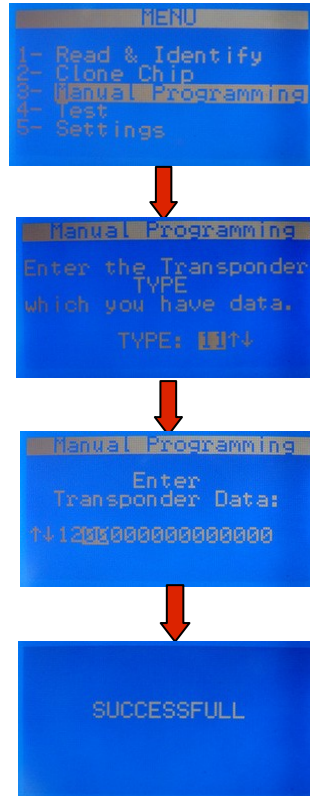 MENU
1- Read & Identify
2- Clone Chip
3- Manual Programming
4- Test
5- Settings
Manual Programming
Enter the Transponder
TYPE
which you have data.
TYPE: 11↑↓
Manual Programming
Enter
Transponder Data:
↑↓1200000000000000
SUCCESSFULL